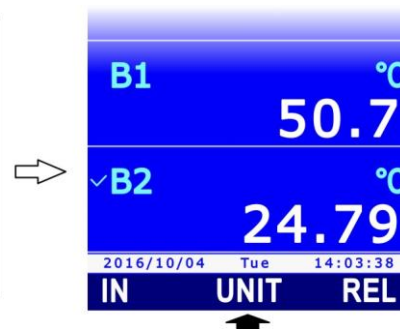 B1 °C
50.7
✓B2 °C
24.79
2016/10/04 Tue 14:03:38
IN UNIT REL